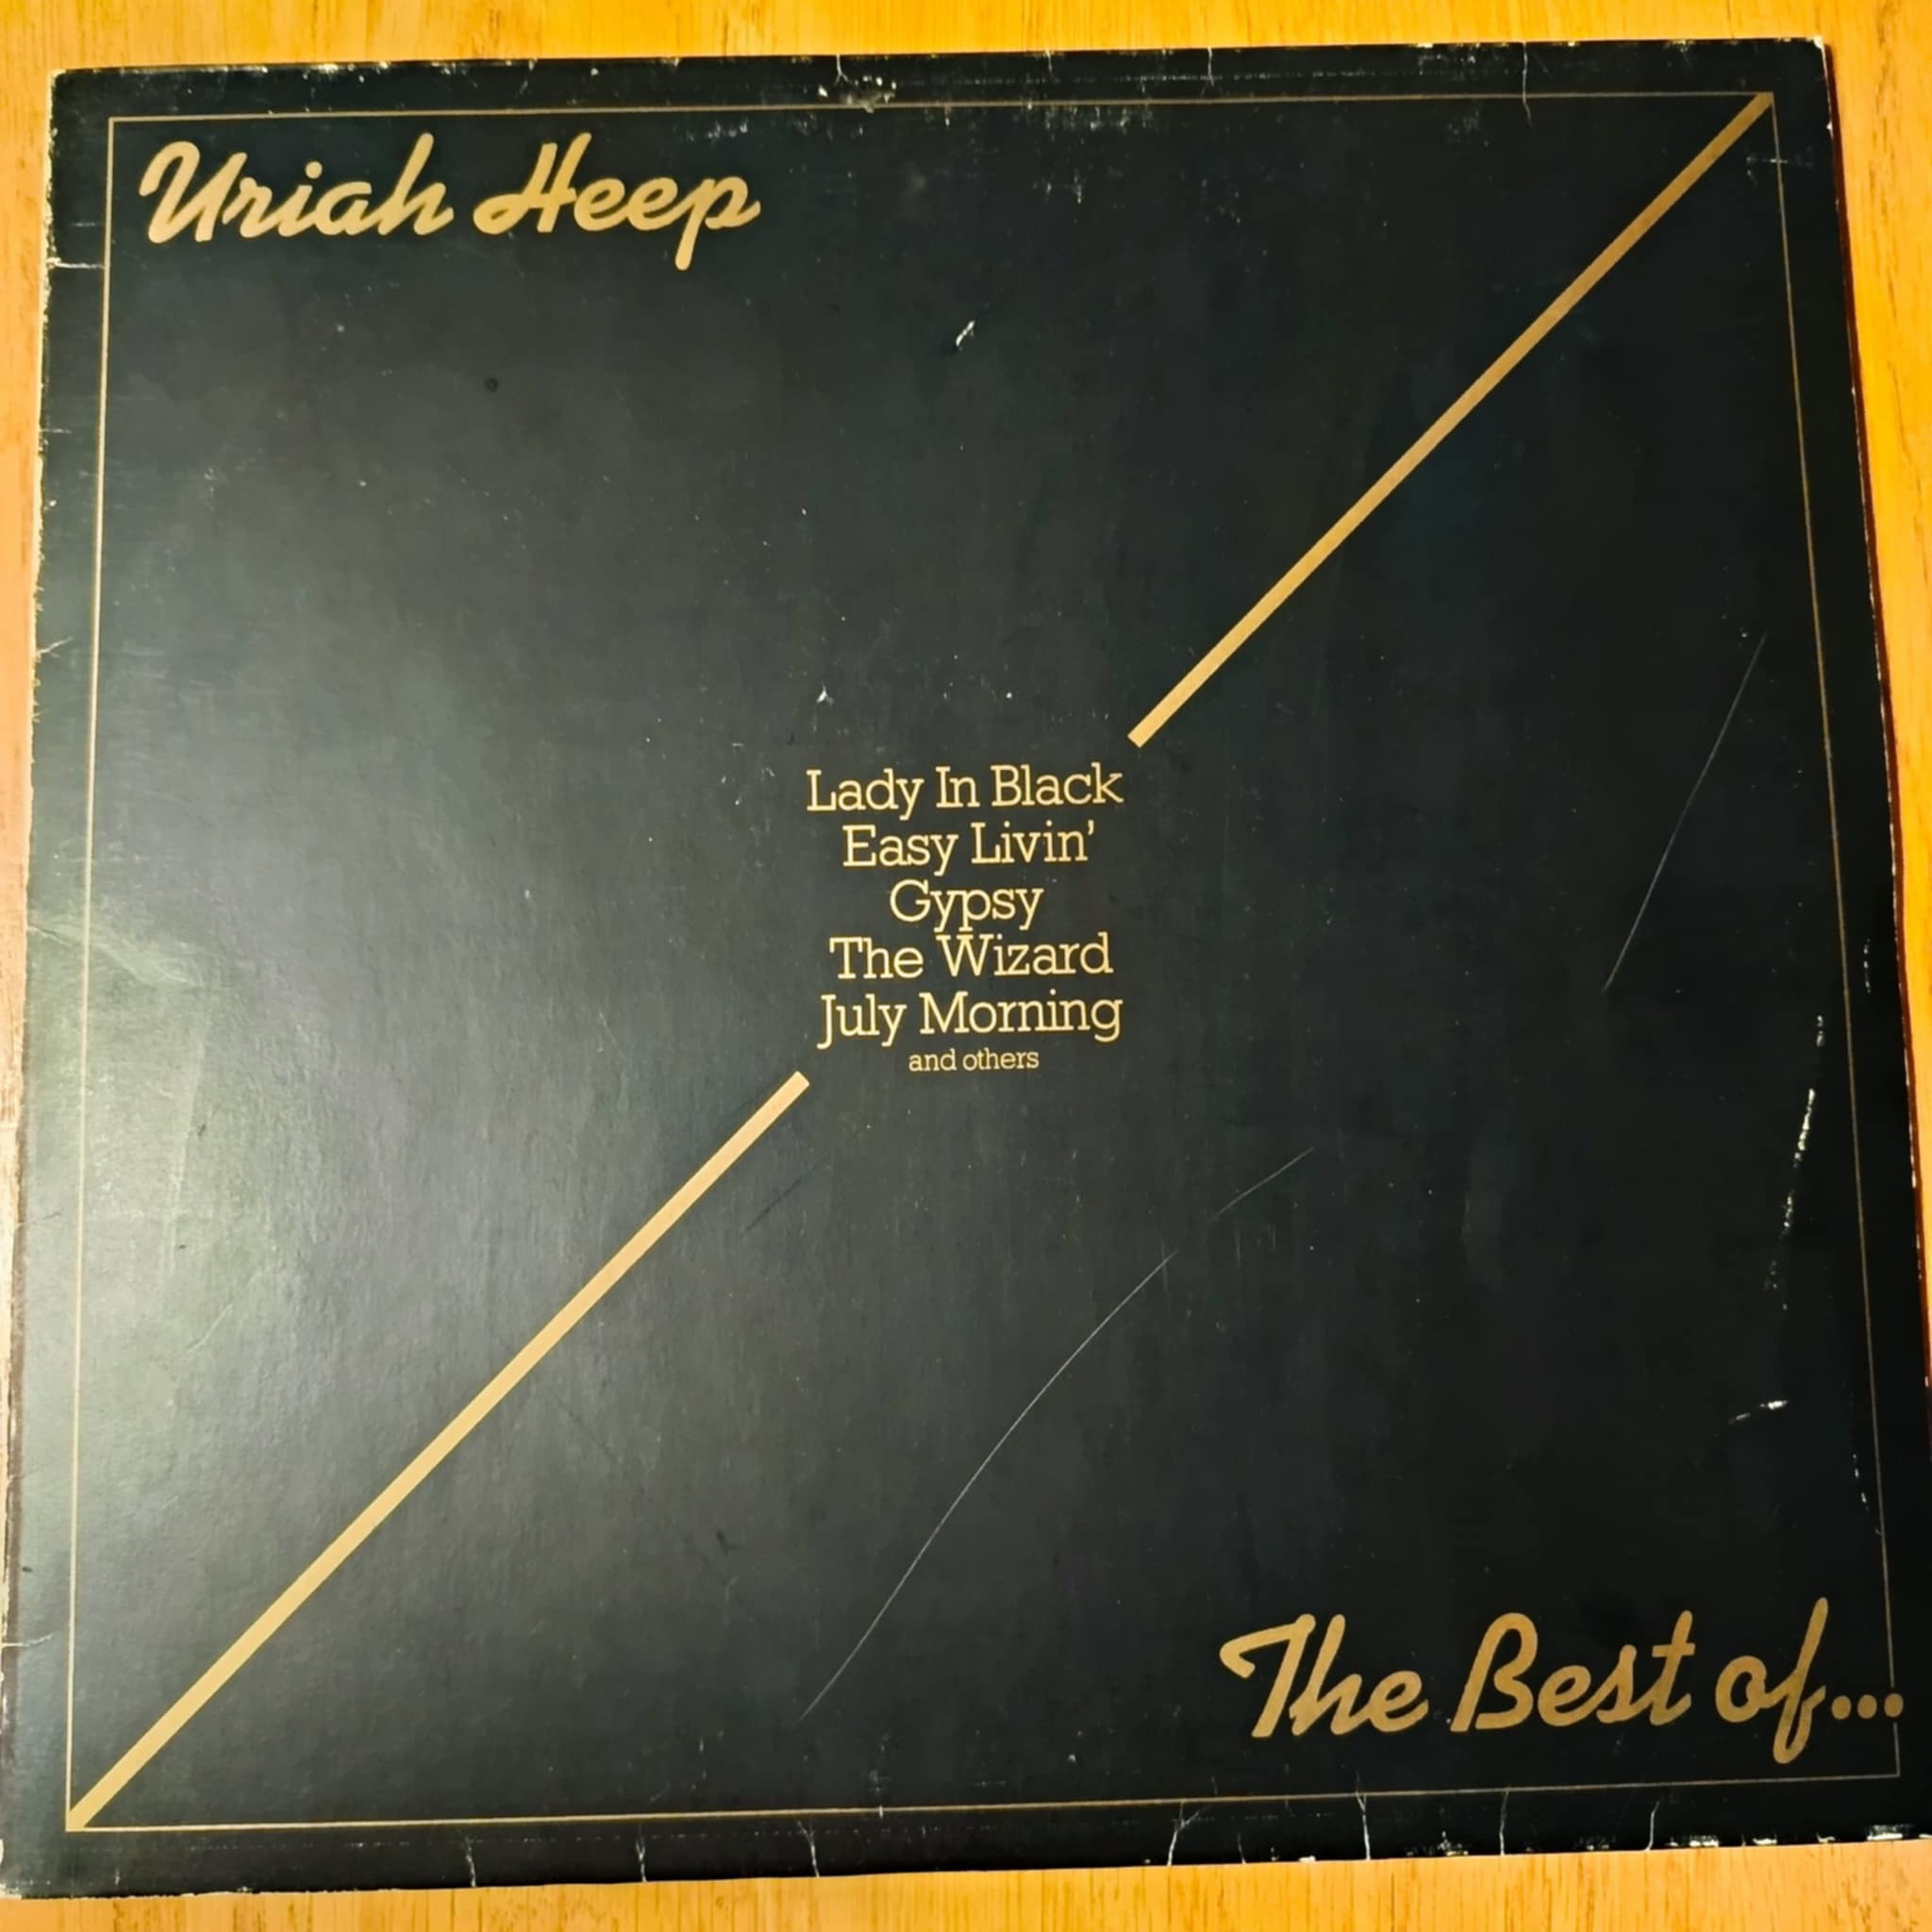 Uriah Heep
Lady In Black
Easy Livin'
Gypsy
The Wizard
July Morning
and others
The Best of...